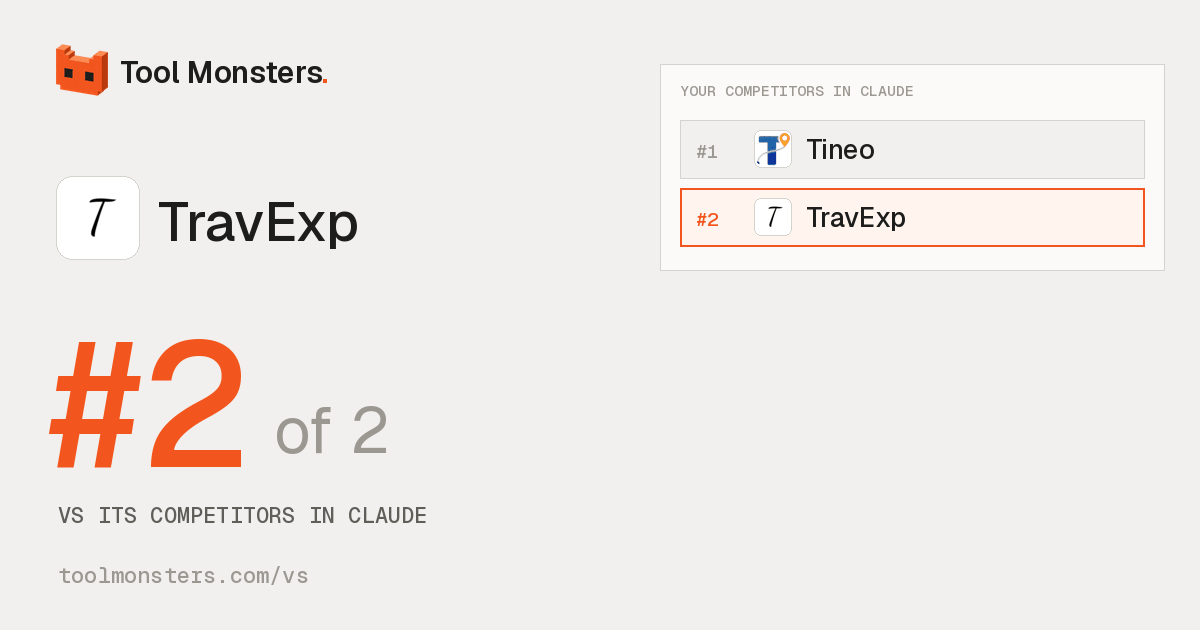 Tool Monsters.
TravExp
#2 of 2
VS ITS COMPETITORS IN CLAUDE
toolmonsters.com/vs
YOUR COMPETITORS IN CLAUDE
#1 T Tineo
#2 T TravExp